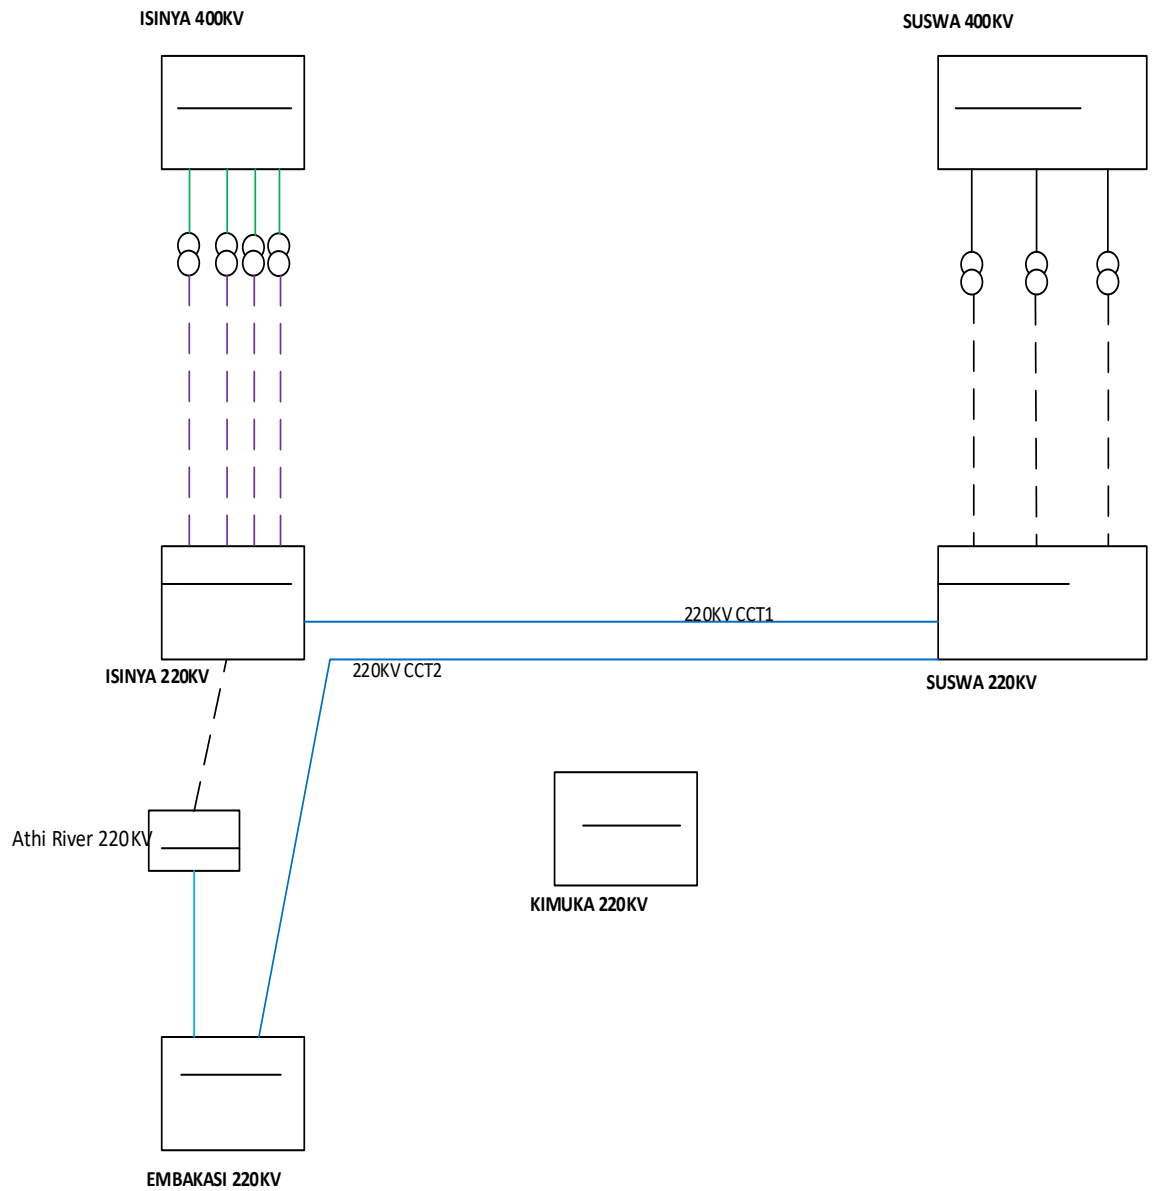 ISINYA 400KV
SUSWA 400KV
220KV CCT1
220KV CCT2
ISINYA 220KV
SUSWA 220KV
Athi River 220KV
KIMUKA 220KV
EMBAKASI 220KV